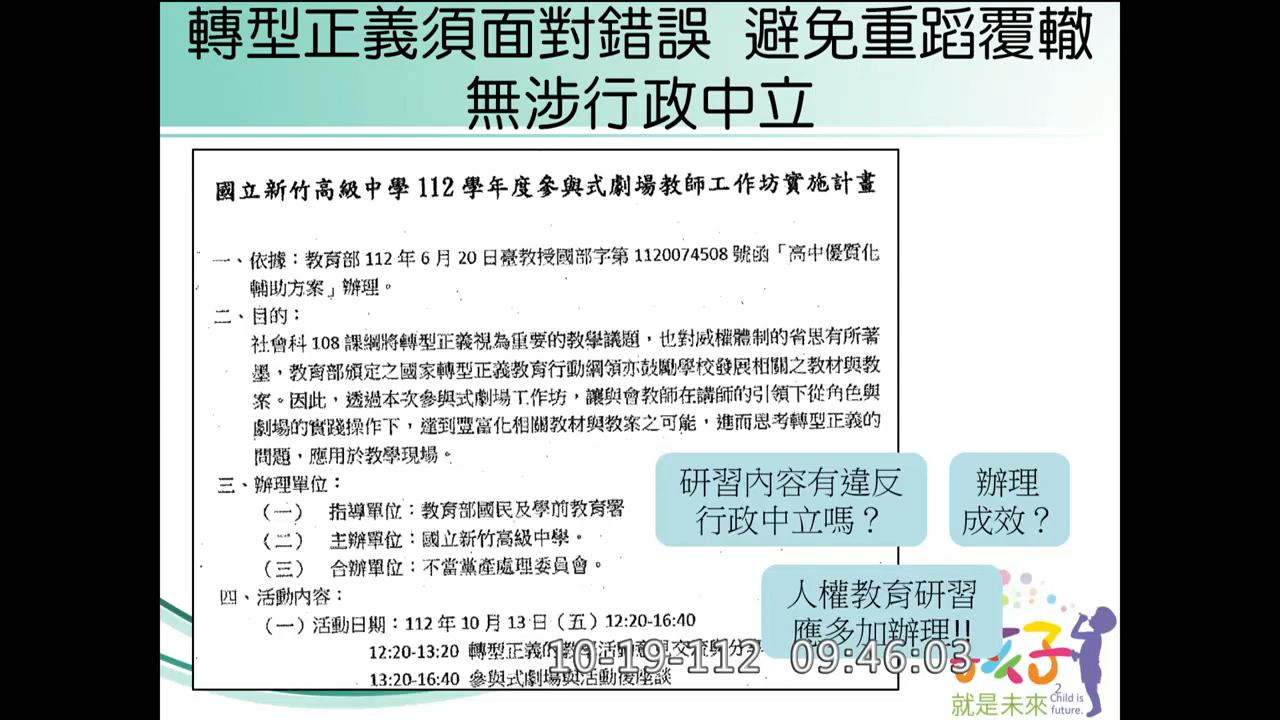 轉型正義須面對錯誤 避免重蹈覆轍
無涉行政中立
國立新竹高級中學112學年度參與式劇場教師工作坊實施計畫
一、依據：教育部112年6月20日臺教授國部字第1120074508號函「高中優質化
輔助方案」辦理。
二、目的：
社會科108課綱將轉型正義視為重要的教學議題，也對威權體制的省思有所著
墨，教育部頒定之國家轉型正義教育行動綱領亦鼓勵學校發展相關之教材與教
案。因此，透過本次參與式劇場工作坊，讓與會教師在講師的引領下從角色與
劇場的實踐操作下，達到豐富化相關教材與教案之可能，進而思考轉型正義的
問題，應用於教學現場。
三、辦理單位：
（一） 指導單位：教育部國民及學前教育署
（二） 主辦單位：國立新竹高級中學。
（三） 合辦單位：不當黨產處理委員會。
四、活動內容：
（一）活動日期：112年10月13日（五）12:20-16:40
12:20-13:20 轉型正義的教學活動意見交流與分
13:20-16:40 參與式劇場與活動後座談
研習內容有違反
行政中立嗎？
辦理
成效？
人權教育研習
應多加辦理!!
10-19-112 09:46:03
孩子
就是未來
Child is
future.
2